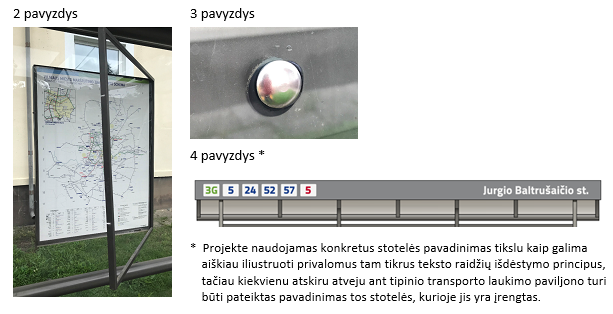 2 pavyzdys
3 pavyzdys
4 pavyzdys *
3G 5 24 52 57 5
Jurgio Baltrušaičio st.
* Projekte naudojamas konkretus stotelės pavadinimas tikslu kaip galima
aiškiau iliustruoti privalomus tam tikrus teksto raidžių išdėstymo principus,
tačiau kiekvienu atskiru atveju ant tipinio transporto laukimo paviljono turi
būti pateiktas pavadinimas tos stotelės, kurioje jis yra įrengtas.